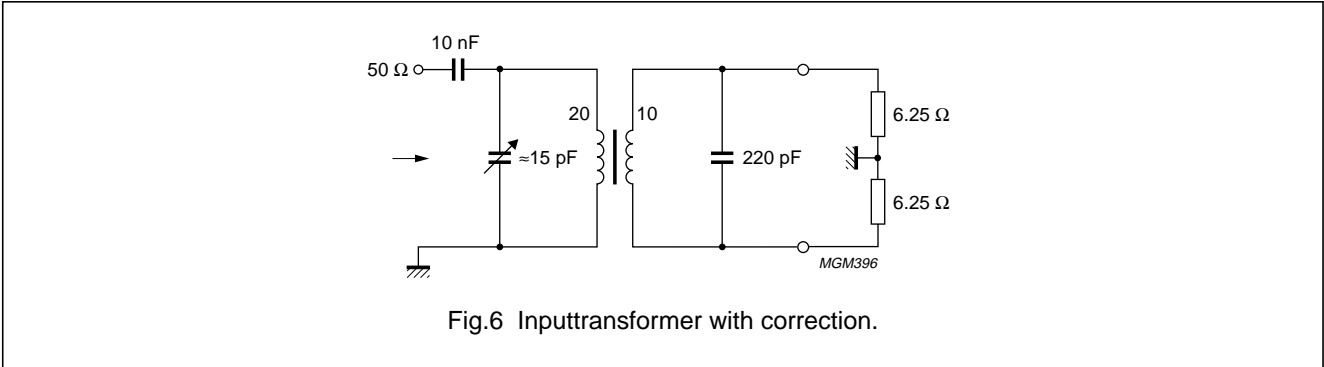 10 nF
50 Ω
20
10
≈15 pF
220 pF
6.25 Ω
6.25 Ω
MGM396
Fig.6 Inputtransformer with correction.